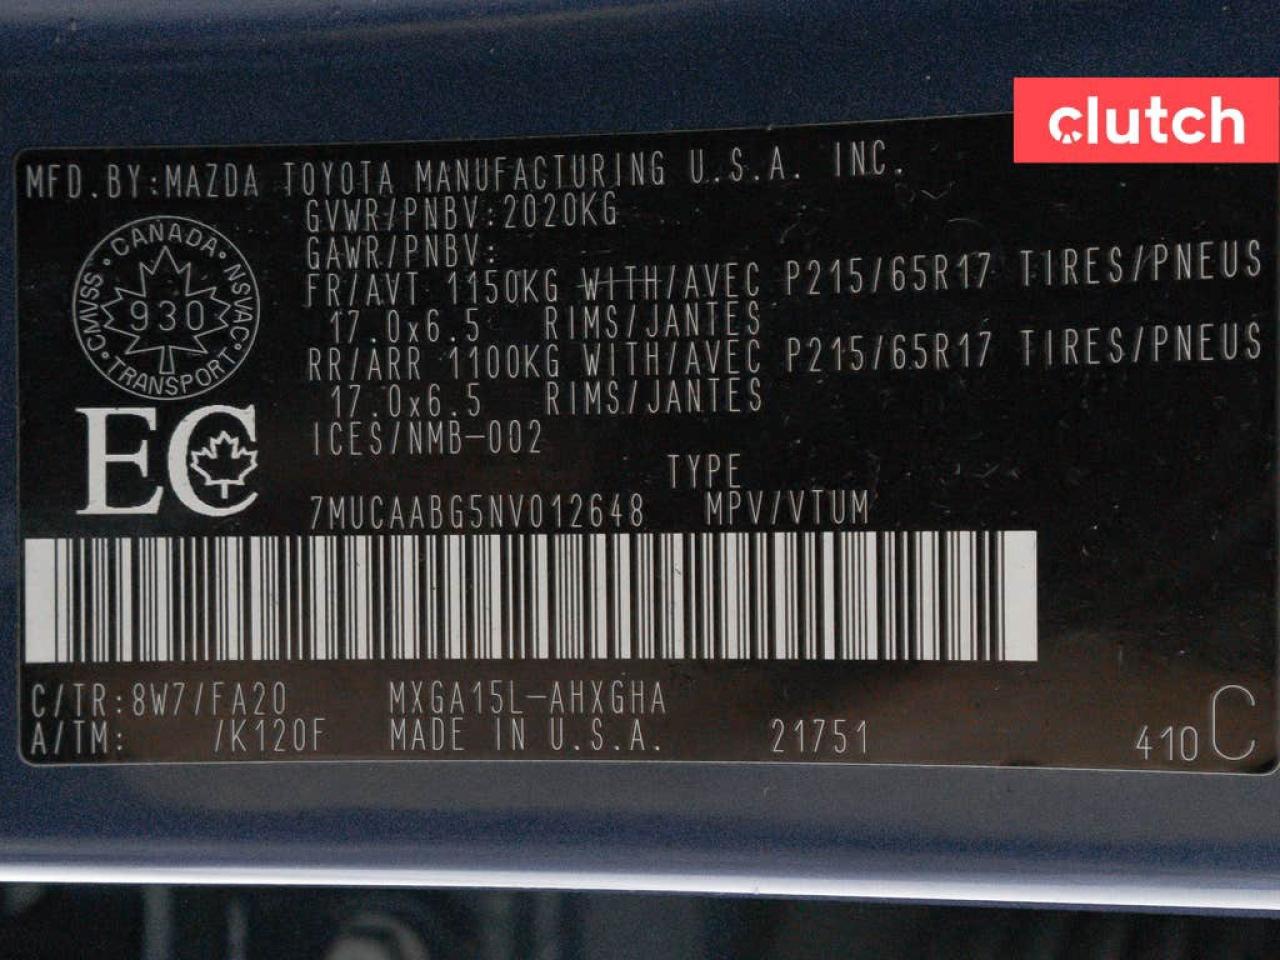 clutch
MFD.BY:MAZDA TOYOTA MANUFACTURING U.S.A. INC.
GVWR/PNBV:2020KG
GAWR/PNBV:
FR/AVT 1150KG WITH/AVEC P215/65R17 TIRES/PNEUS
17.0x6.5 RIMS/JANTES
RR/ARR 1100KG WITH/AVEC P215/65R17 TIRES/PNEUS
17.0x6.5 RIMS/JANTES
ICES/NMB-002
CANADA • NSVAC • TRANSPORT • CMVSS •
930
EC
TYPE
7MUCAABG5NV012648 MPV/VTUM
C/TR:8W7/FA20 MXGA15L-AHXGHA
A/TM: /K120F MADE IN U.S.A. 21751 410 C